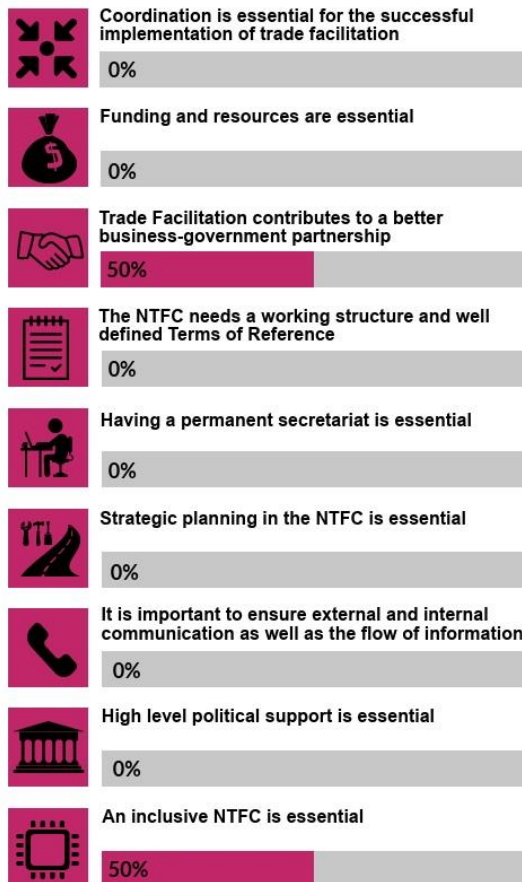 Coordination is essential for the successful
implementation of trade facilitation
0%
Funding and resources are essential
$
0%
Trade Facilitation contributes to a better
business-government partnership
50%
The NTFC needs a working structure and well
defined Terms of Reference
0%
Having a permanent secretariat is essential
0%
Strategic planning in the NTFC is essential
0%
It is important to ensure external and internal
communication as well as the flow of information
0%
High level political support is essential
0%
An inclusive NTFC is essential
50%